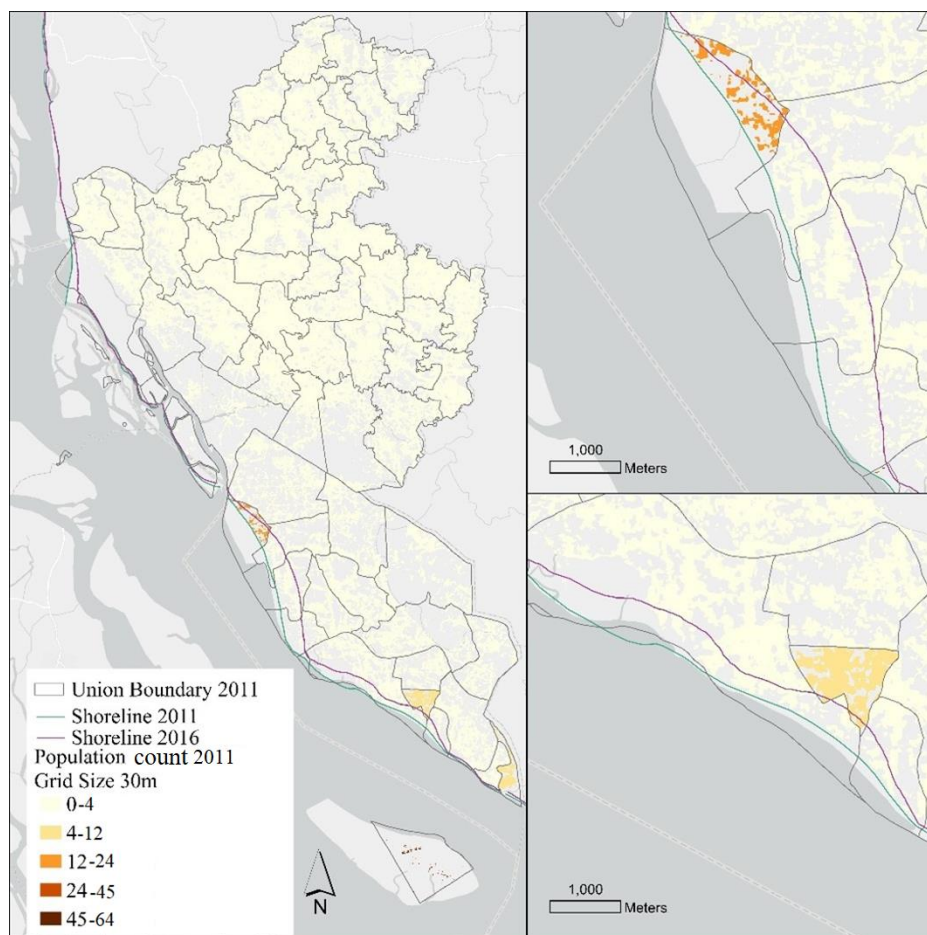 Union Boundary 2011
Shoreline 2011
Shoreline 2016
Population count 2011
Grid Size 30m
0-4
4-12
12-24
24-45
45-64
N
1,000
Meters
1,000
Meters